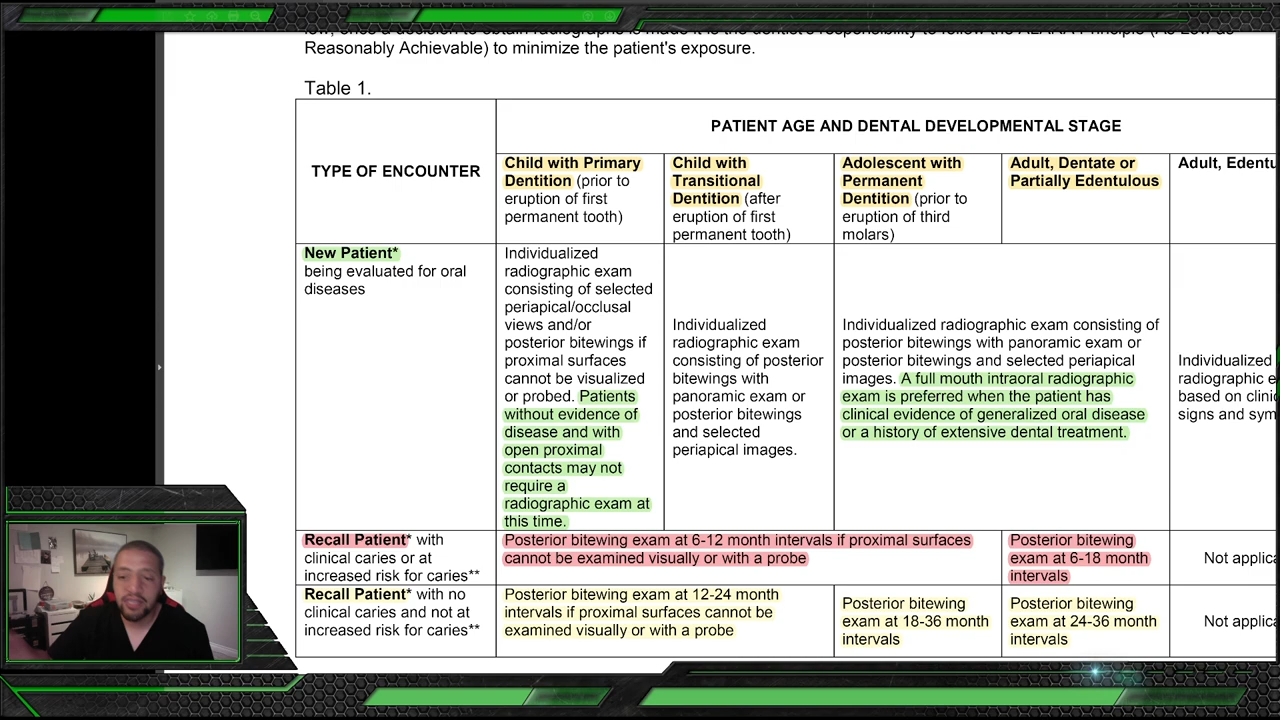 Reasonably Achievable) to minimize the patient's exposure.
Table 1.
PATIENT AGE AND DENTAL DEVELOPMENTAL STAGE
TYPE OF ENCOUNTER
Child with Primary
Dentition (prior to
eruption of first
permanent tooth)
Child with
Transitional
Dentition (after
eruption of first
permanent tooth)
Adolescent with
Permanent
Dentition (prior to
eruption of third
molars)
Adult, Dentate or
Partially Edentulous
Adult,
New Patient*
being evaluated for oral
diseases
Individualized
radiographic exam
consisting of selected
periapical/occlusal
views and/or
posterior bitewings if
proximal surfaces
cannot be visualized
or probed. Patients
without evidence of
disease and with
open proximal
contacts may not
require a
radiographic exam at
this time.
Individualized
radiographic exam
consisting of posterior
bitewings with
panoramic exam or
posterior bitewings
and selected
periapical images.
Individualized radiographic exam consisting of
posterior bitewings with panoramic exam or
posterior bitewings and selected periapical
images. A full mouth intraoral radiographic
exam is preferred when the patient has
clinical evidence of generalized oral disease
or a history of extensive dental treatment.
Individualized
radiographic
based on
signs and
Recall Patient* with
clinical caries or at
increased risk for caries**
Posterior bitewing exam at 6-12 month intervals if proximal surfaces
cannot be examined visually or with a probe
Posterior bitewing
exam at 6-18 month
intervals
Not
Recall Patient* with no
clinical caries and not at
increased risk for caries**
Posterior bitewing exam at 12-24 month
intervals if proximal surfaces cannot be
examined visually or with a probe
Posterior bitewing
exam at 18-36 month
intervals
Posterior bitewing
exam at 24-36 month
intervals
Not